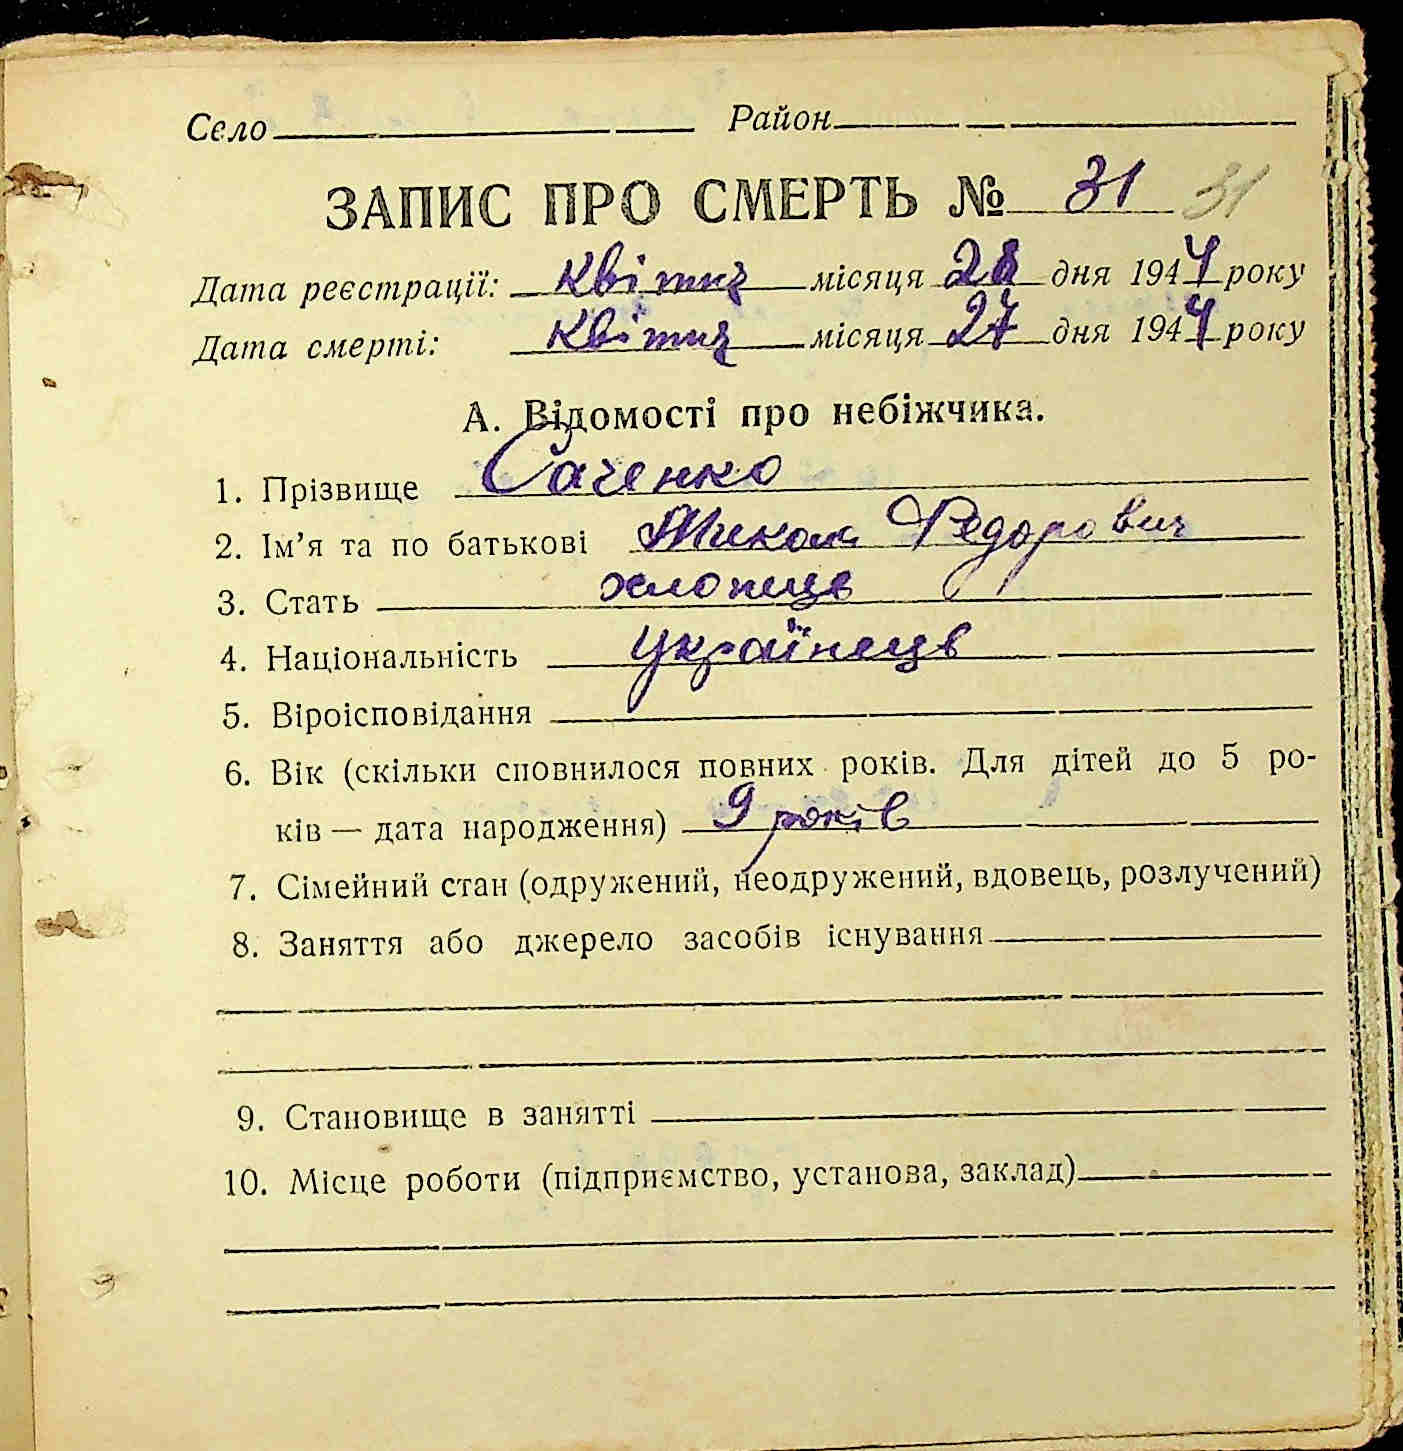 Село Район
ЗАПИС ПРО СМЕРТЬ № 31 31
Дата реєстрації: квітня місяця 28 дня 1944 року
Дата смерті: квітня місяця 27 дня 1944 року
А. Відомості про небіжчика.
1. Прізвище Саченко
2. Ім'я та по батькові Микола Федорович
3. Стать хлопець
4. Національність українець
5. Віроісповідання
6. Вік (скільки сповнилося повних років. Для дітей до 5 ро-
ків — дата народження) 9 років
7. Сімейний стан (одружений, неодружений, вдовець, розлучений)
8. Заняття або джерело засобів існування
9. Становище в занятті
10. Місце роботи (підприємство, установа, заклад)